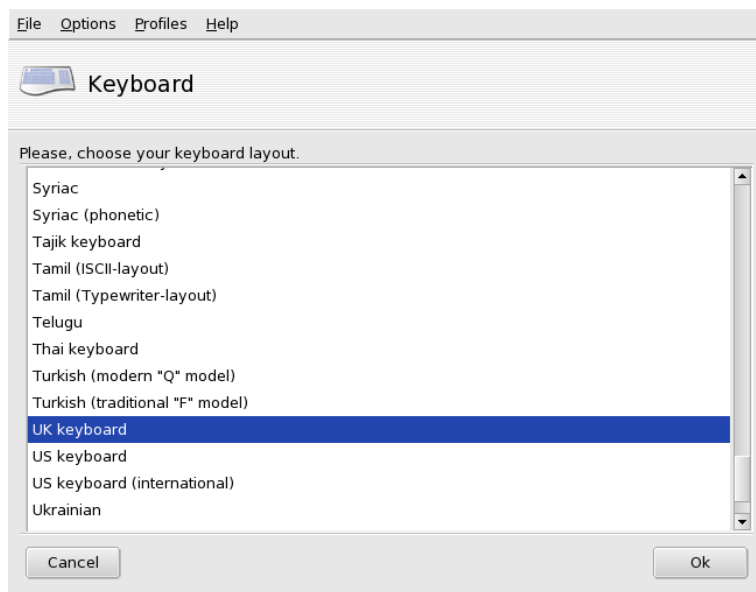 File Options Profiles Help
Keyboard
Please, choose your keyboard layout.
Syriac
Syriac (phonetic)
Tajik keyboard
Tamil (ISCII-layout)
Tamil (Typewriter-layout)
Telugu
Thai keyboard
Turkish (modern "Q" model)
Turkish (traditional "F" model)
UK keyboard
US keyboard
US keyboard (international)
Ukrainian
Cancel Ok